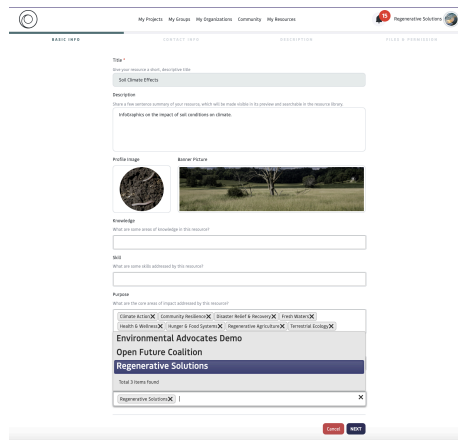 My Projects My Groups My Organizations Community My Resources
15
Regenerative Solutions
BASIC INFO
CONTACT INFO
DESCRIPTION
FILES & PERMISSION
Title *
Give your resource a short, descriptive title
Soil Climate Effects
Description
Share a few sentence summary of your resource, which will be made visible in its preview and searchable in the resource library.
InfoGraphics on the impact of soil conditions on climate.
Profile Image
Banner Picture
Knowledge
What are some areas of knowledge in this resource?
Skill
What are some skills addressed by this resource?
Purpose
What are the core areas of impact addressed by this resource?
Climate Action X Community Resilience X Disaster Relief & Recovery X Fresh Waters X
Health & Wellness X Hunger & Food Systems X Regenerative Agriculture X Terrestrial Ecology X
Environmental Advocates Demo
Open Future Coalition
Regenerative Solutions
Total 3 items found
Regenerative Solutions X
X
Cancel NEXT